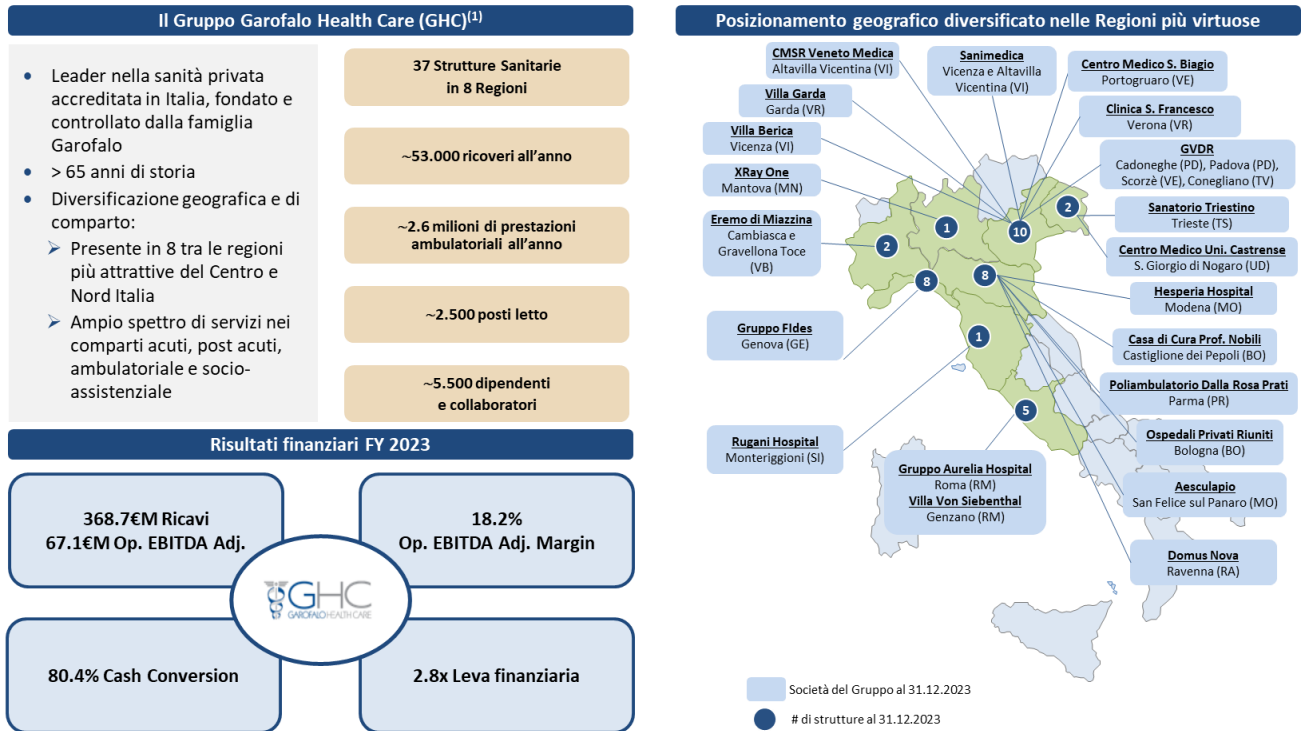 Il Gruppo Garofalo Health Care (GHC)(1)
Leader nella sanità privata
accreditata in Italia, fondato e
controllato dalla famiglia
Garofalo
> 65 anni di storia
Diversificazione geografica e di
comparto:
Presente in 8 tra le regioni
più attrattive del Centro e
Nord Italia
Ampio spettro di servizi nei
comparti acuti, post acuti,
ambulatoriale e socio-
assistenziale
37 Strutture Sanitarie
in 8 Regioni
~53.000 ricoveri all’anno
~2.6 milioni di prestazioni
ambulatoriali all’anno
~2.500 posti letto
~5.500 dipendenti
e collaboratori
Risultati finanziari FY 2023
368.7€M Ricavi
67.1€M Op. EBITDA Adj.
18.2%
Op. EBITDA Adj. Margin
GHC
GAROFALO HEALTH CARE
80.4% Cash Conversion
2.8x Leva finanziaria
Posizionamento geografico diversificato nelle Regioni più virtuose
CMSR Veneto Medica
Altavilla Vicentina (VI)
Sanimedica
Vicenza e Altavilla
Vicentina (VI)
Centro Medico S. Biagio
Portogruaro (VE)
Villa Garda
Garda (VR)
Clinica S. Francesco
Verona (VR)
Villa Berica
Vicenza (VI)
GVDR
Cadoneghe (PD), Padova (PD),
Scorzè (VE), Conegliano (TV)
XRay One
Mantova (MN)
Sanatorio Triestino
Trieste (TS)
Eremo di Miazzina
Cambiasca e
Gravellona Toce
(VB)
Centro Medico Uni. Castrense
S. Giorgio di Nogaro (UD)
Hesperia Hospital
Modena (MO)
Gruppo FIdes
Genova (GE)
Casa di Cura Prof. Nobili
Castiglione dei Pepoli (BO)
Poliambulatorio Dalla Rosa Prati
Parma (PR)
Rugani Hospital
Monteriggioni (SI)
Ospedali Privati Riuniti
Bologna (BO)
Gruppo Aurelia Hospital
Roma (RM)
Villa Von Siebenthal
Genzano (RM)
Aesculapio
San Felice sul Panaro (MO)
Domus Nova
Ravenna (RA)
2
1
10
2
8
8
1
5
Società del Gruppo al 31.12.2023
# di strutture al 31.12.2023